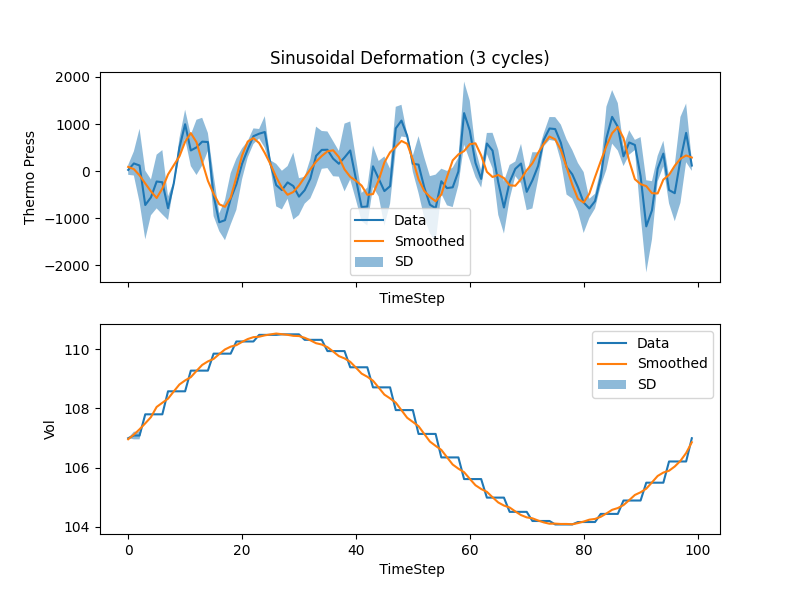 Sinusoidal Deformation (3 cycles)
2000
1000
0
−1000
−2000
Thermo Press
Data
Smoothed
SD
TimeStep
110
108
106
104
Vol
Data
Smoothed
SD
0
20
40
60
80
100
TimeStep